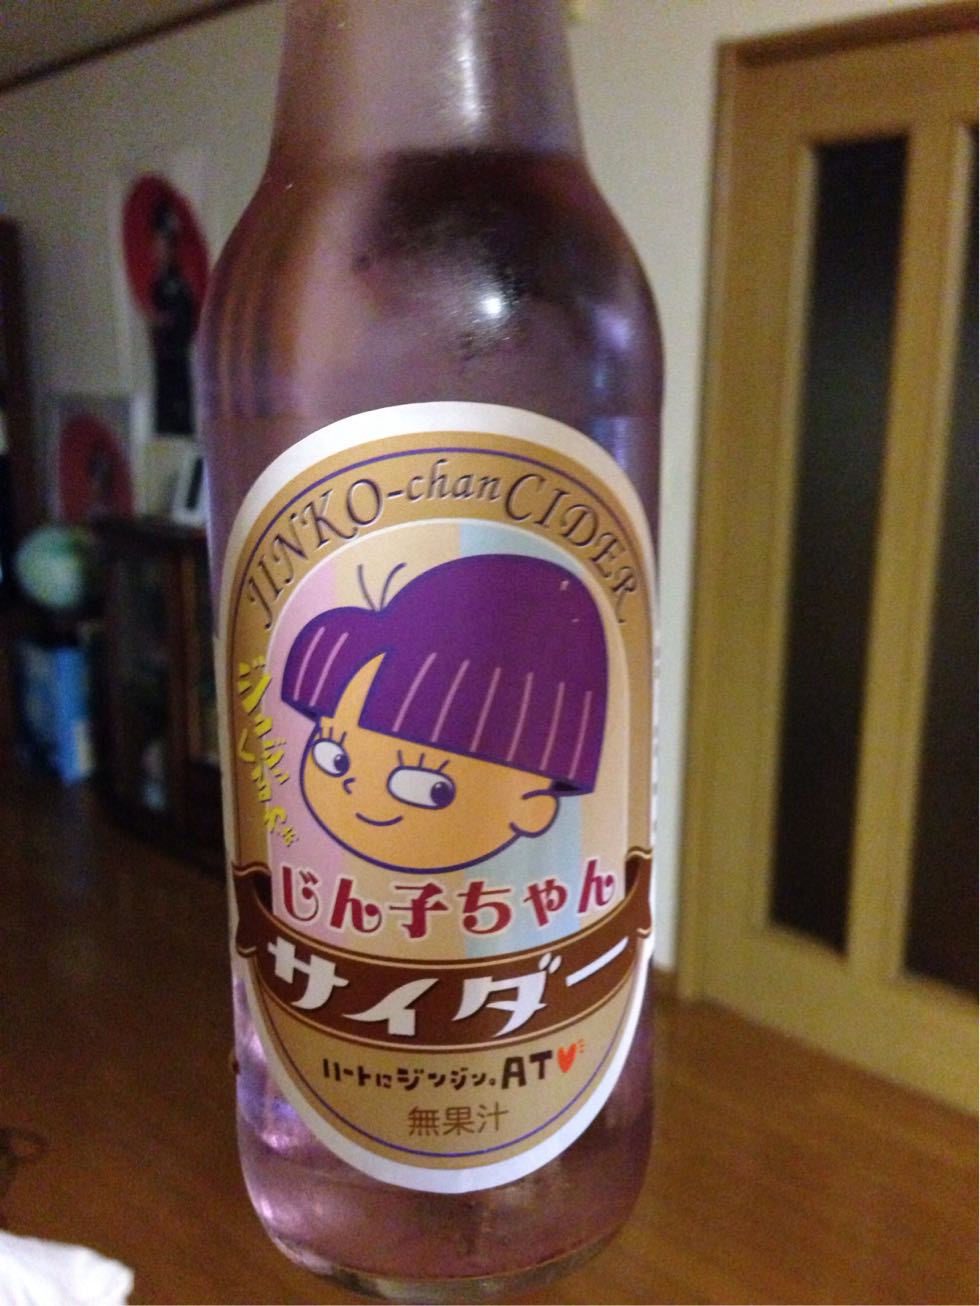 JINKO-chan CIDER
じん子ちゃん
サイダー
ハートにジンジン。ATV
無果汁